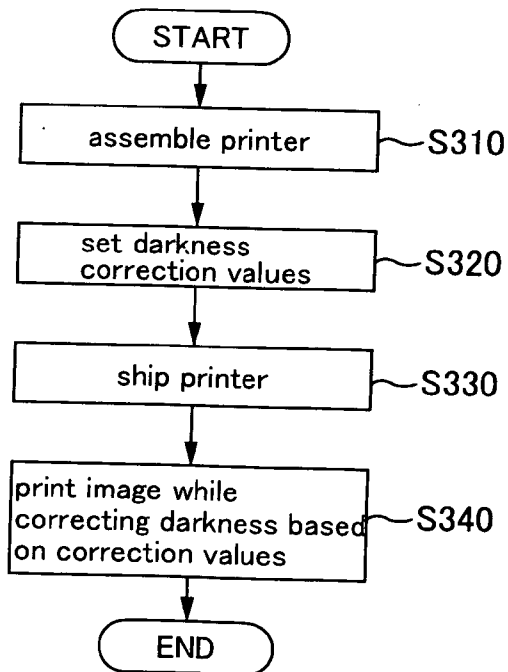 START
assemble printer
S310
set darkness
correction values
S320
ship printer
S330
print image while
correcting darkness based
on correction values
S340
END